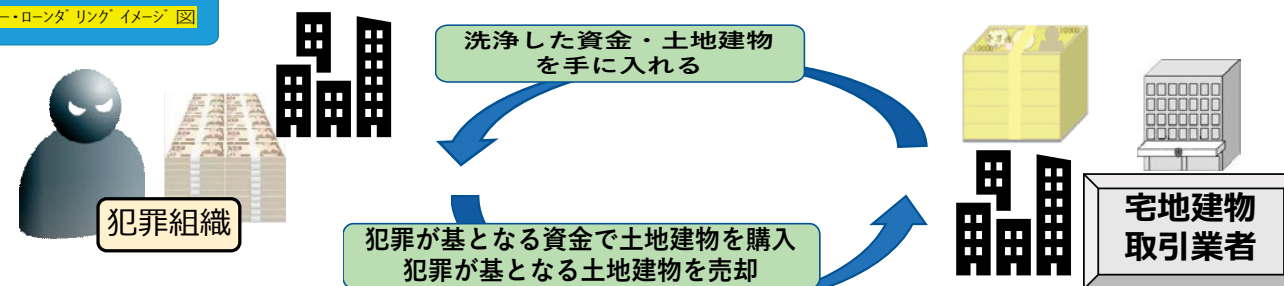 ー・ローンダリングイメージ図
洗浄した資金・土地建物
を手に入れる
10000
10000
犯罪組織
犯罪が基となる資金で土地建物を購入
犯罪が基となる土地建物を売却
宅地建物
取引業者